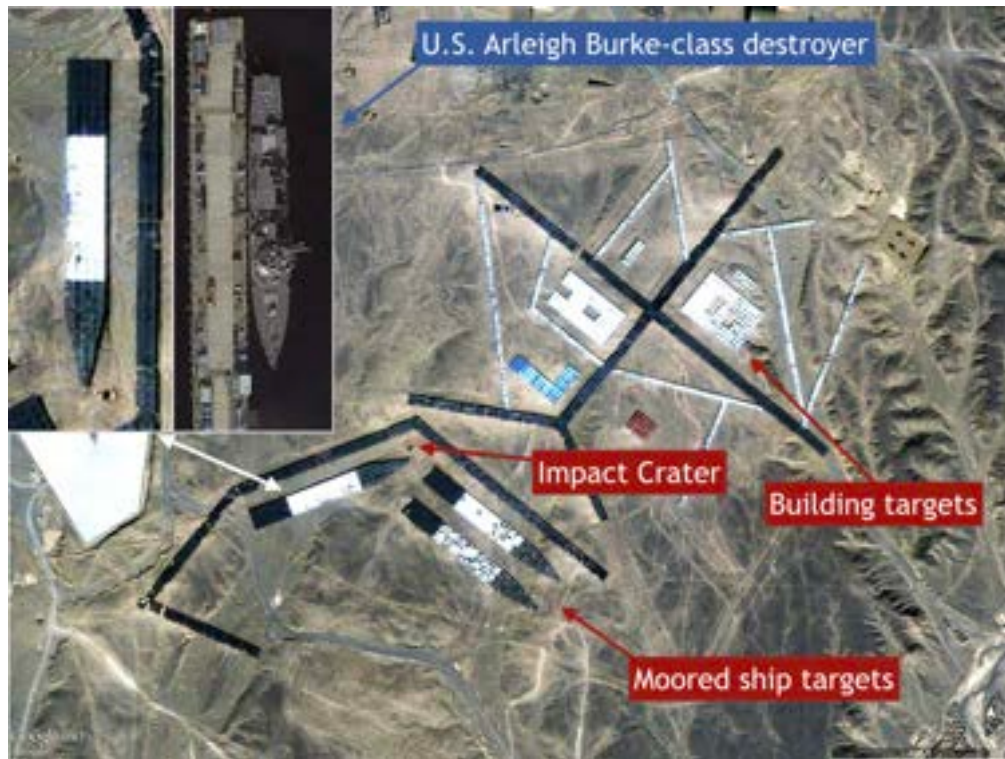 U.S. Arleigh Burke-class destroyer
Impact Crater
Building targets
Moored ship targets